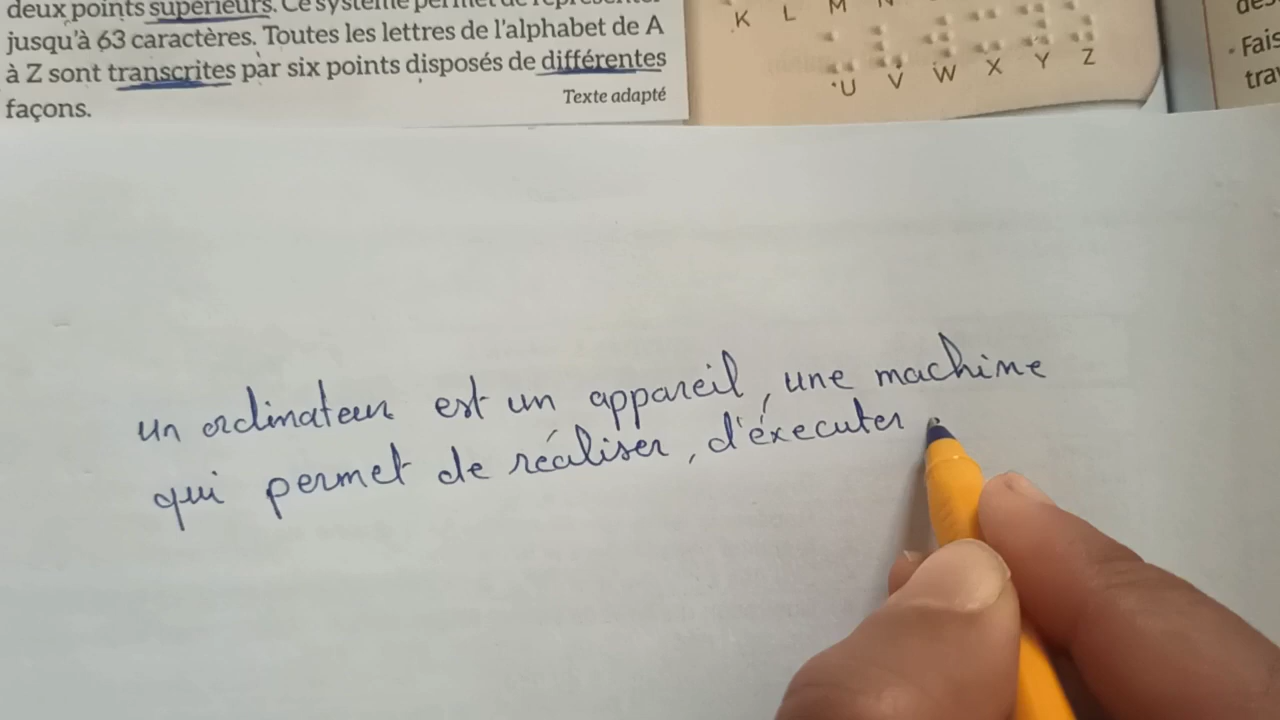 deux points supérieurs. Ce système permet de représenter
jusqu'à 63 caractères. Toutes les lettres de l'alphabet de A
à Z sont transcrites par six points disposés de différentes
façons.
Texte adapté
K L M N
U V W X Y Z
des
· Fais
tra
un ordinateur est un appareil, une machine
qui permet de réaliser, d'éxecuter